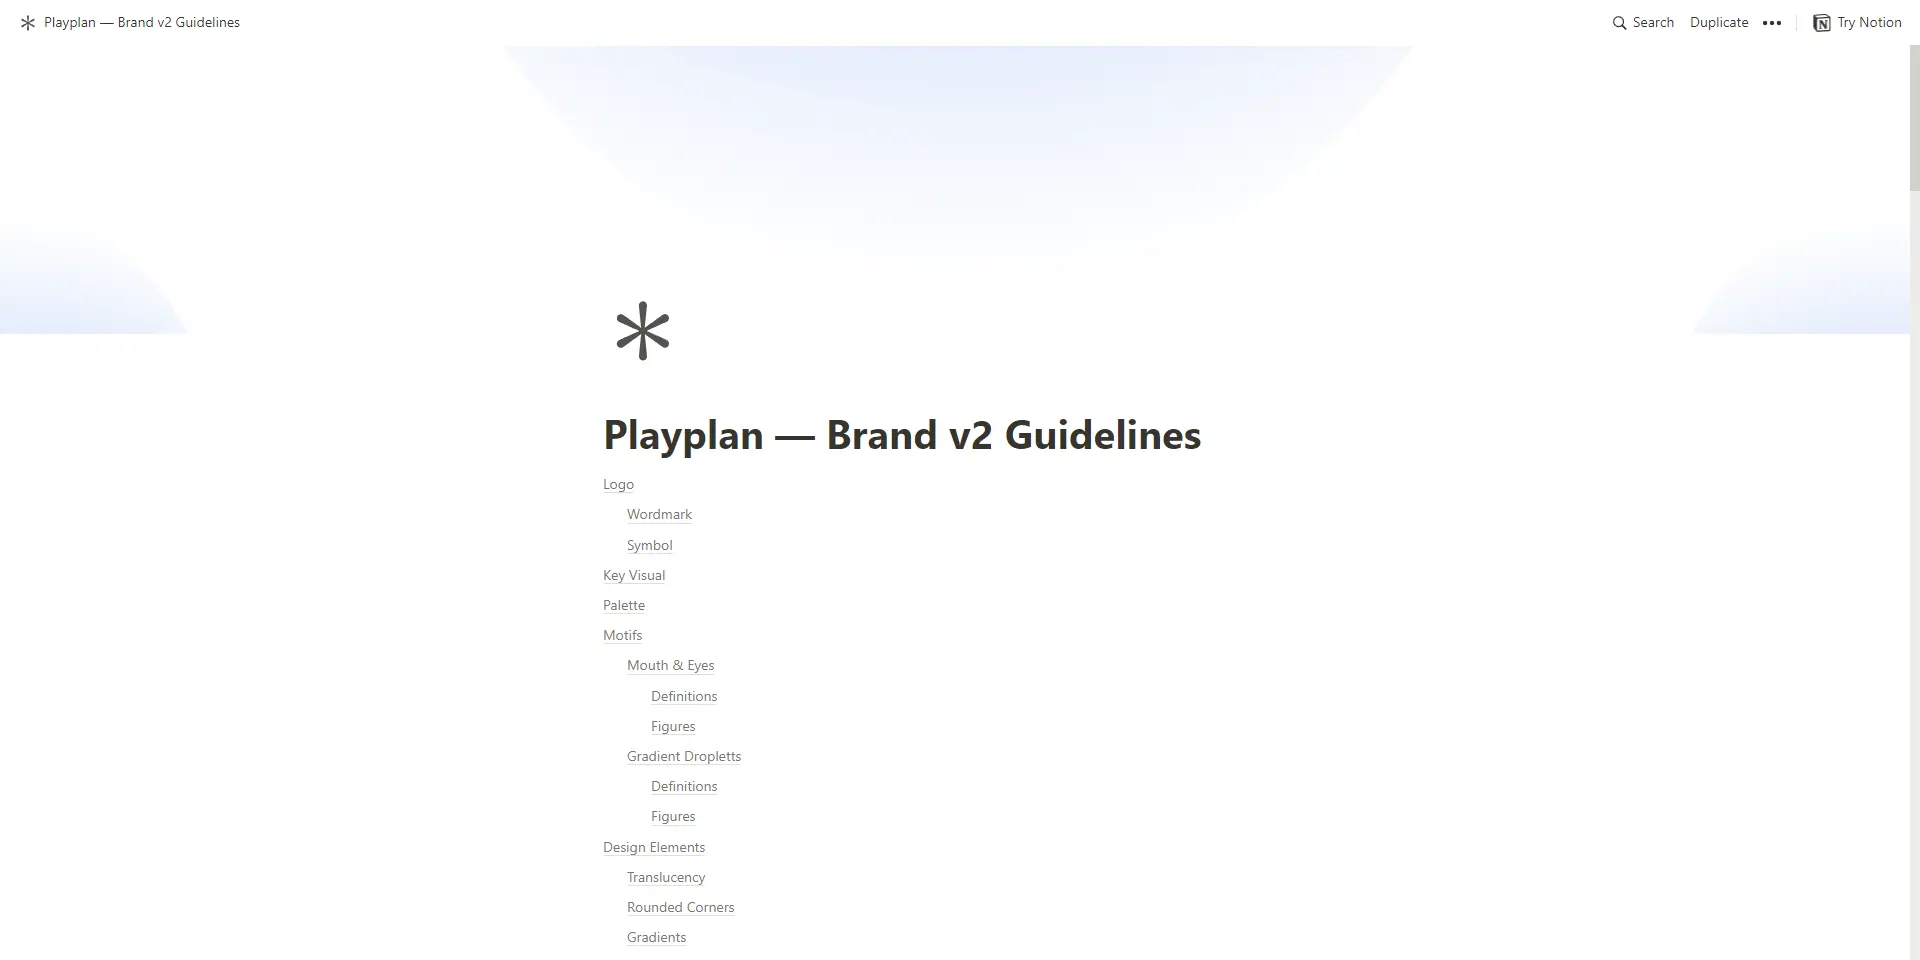 Playplan — Brand v2 Guidelines
Search Duplicate ••• Try Notion
Playplan — Brand v2 Guidelines
Logo
Wordmark
Symbol
Key Visual
Palette
Motifs
Mouth & Eyes
Definitions
Figures
Gradient Dropletts
Definitions
Figures
Design Elements
Translucency
Rounded Corners
Gradients